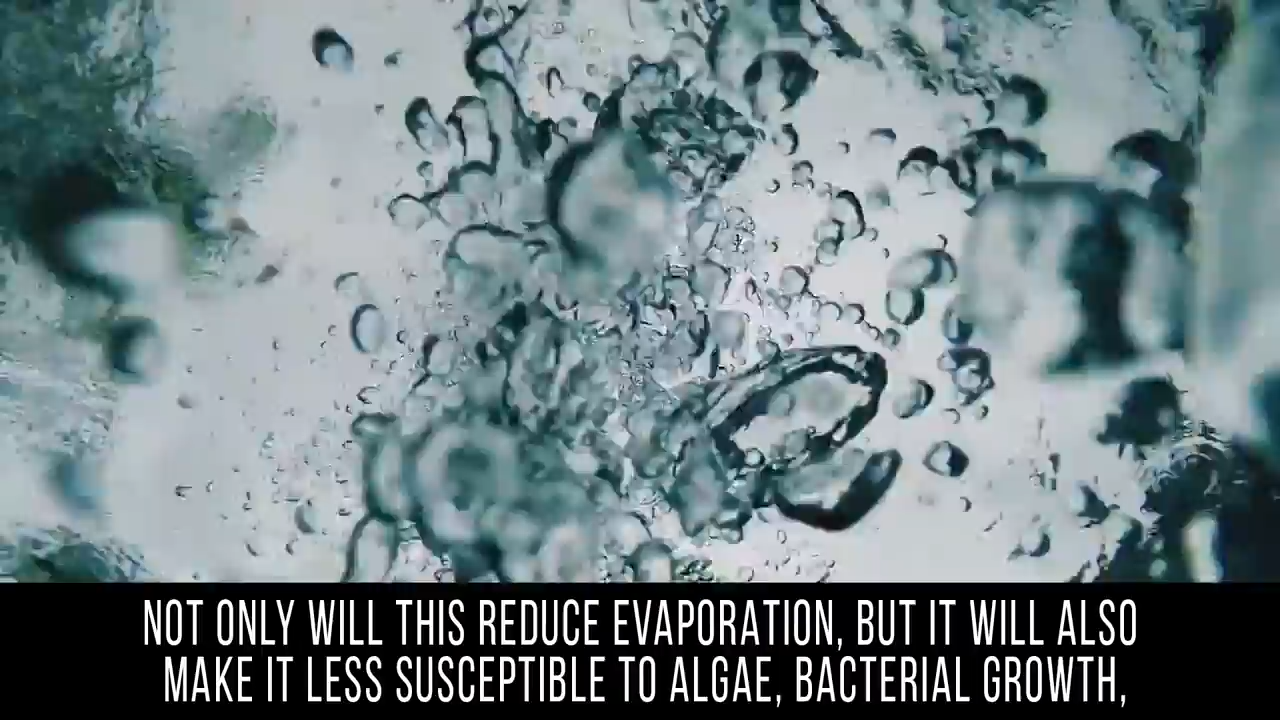 NOT ONLY WILL THIS REDUCE EVAPORATION, BUT IT WILL ALSO
MAKE IT LESS SUSCEPTIBLE TO ALGAE, BACTERIAL GROWTH,